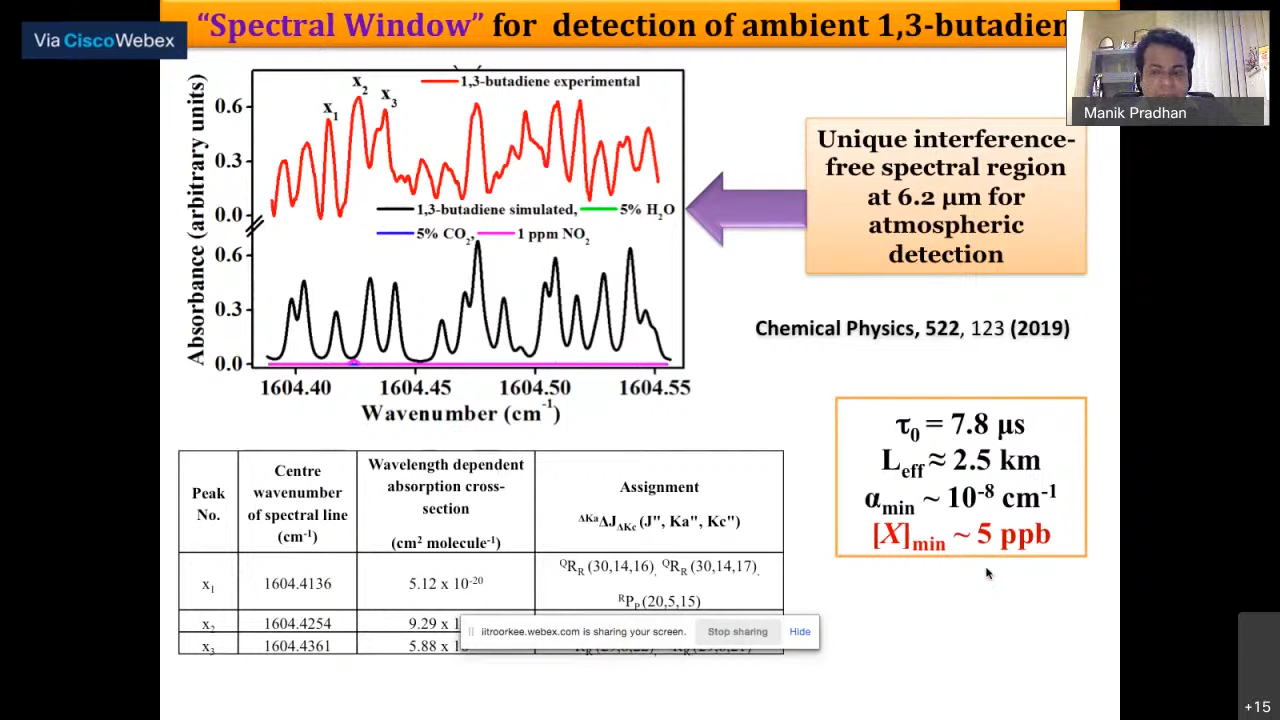 Via Cisco Webex
“Spectral Window” for detection of ambient 1,3-butadien
Manik Pradhan
1,3-butadiene experimental
x1
x2
x3
0.6
0.3
0.0
1,3-butadiene simulated, 5% H2O
5% CO2, 1 ppm NO2
0.6
0.3
0.0
Absorbance (arbitrary units)
1604.40 1604.45 1604.50 1604.55
Wavenumber (cm-1)
Unique interference-
free spectral region
at 6.2 µm for
atmospheric
detection
Chemical Physics, 522, 123 (2019)
τ0 = 7.8 µs
Leff ≈ 2.5 km
αmin ~ 10-8 cm-1
[X]min ~ 5 ppb
Peak No.
Centre wavenumber of spectral line (cm-1)
Wavelength dependent absorption cross-section (cm2 molecule-1)
Assignment
ΔKaΔJΔKc (J", Ka", Kc")
x1 1604.4136 5.12 x 10-20 QRR (30,14,16), QRR (30,14,17),
RPP (20,5,15)
x2 1604.4254 9.29 x
x3 1604.4361 5.88 x
iitroorkee.webex.com is sharing your screen. Stop sharing Hide
+15